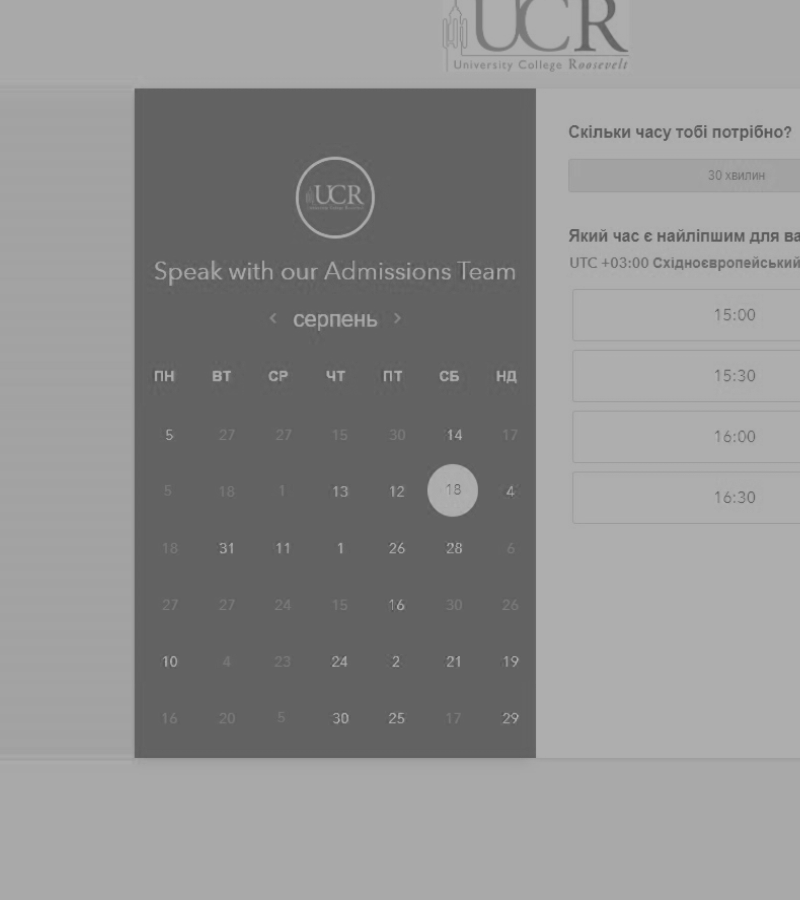 UCR
University College Roosevelt
UCR
Speak with our Admissions Team
< серпень >
ПН ВТ СР ЧТ ПТ СБ НД
5 27 27 15 30 14 17
5 18 1 13 12 18 4
18 31 11 1 26 28 6
27 27 24 15 16 30 26
10 4 23 24 2 21 19
16 20 5 30 25 17 29
Скільки часу тобі потрібно?
30 хвилин
Який час є найліпшим для ва
UTC +03:00 Східноєвропейський
15:00
15:30
16:00
16:30